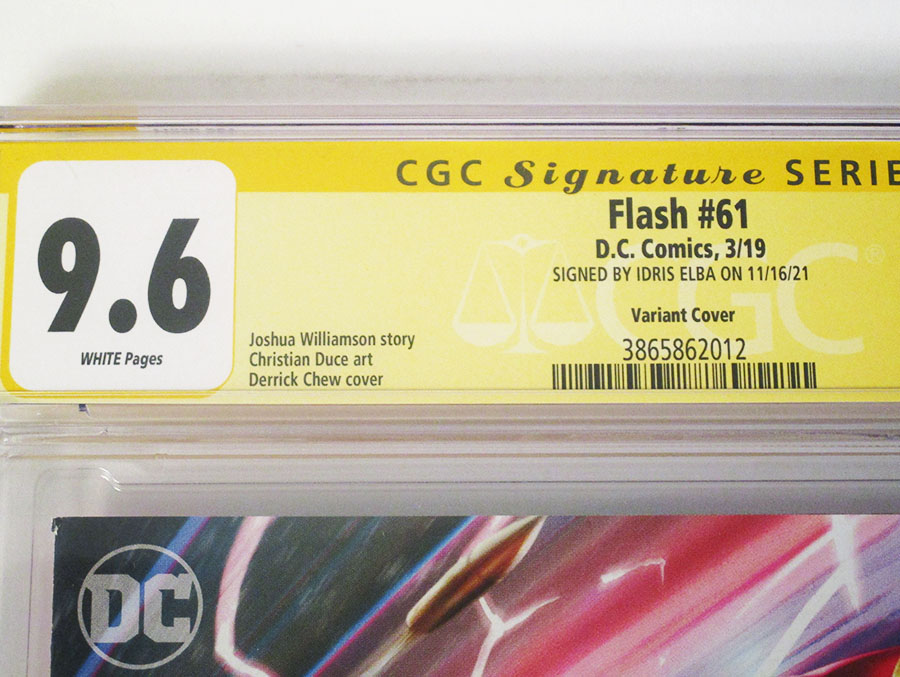 CGC Signature SERIE
9.6
WHITE Pages
Flash #61
D.C. Comics, 3/19
SIGNED BY IDRIS ELBA ON 11/16/21
Variant Cover
3865862012
Joshua Williamson story
Christian Duce art
Derrick Chew cover
CGC®
DC